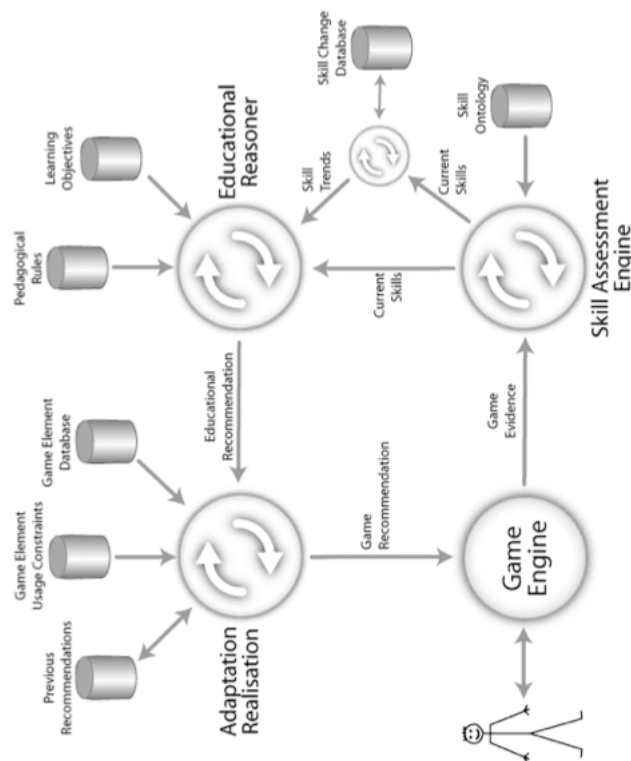 Previous
Recommendations
Game Element
Usage Constraints
Game Element
Database
Pedagogical
Rules
Learning
Objectives
Adaptation
Realisation
Educational
Recommendation
Educational
Reasoner
Skill
Trends
Skill Change
Database
Game
Recommendation
Current
Skills
Current
Skills
Skill
Ontology
Game
Engine
Game
Evidence
Skill Assessment
Engine